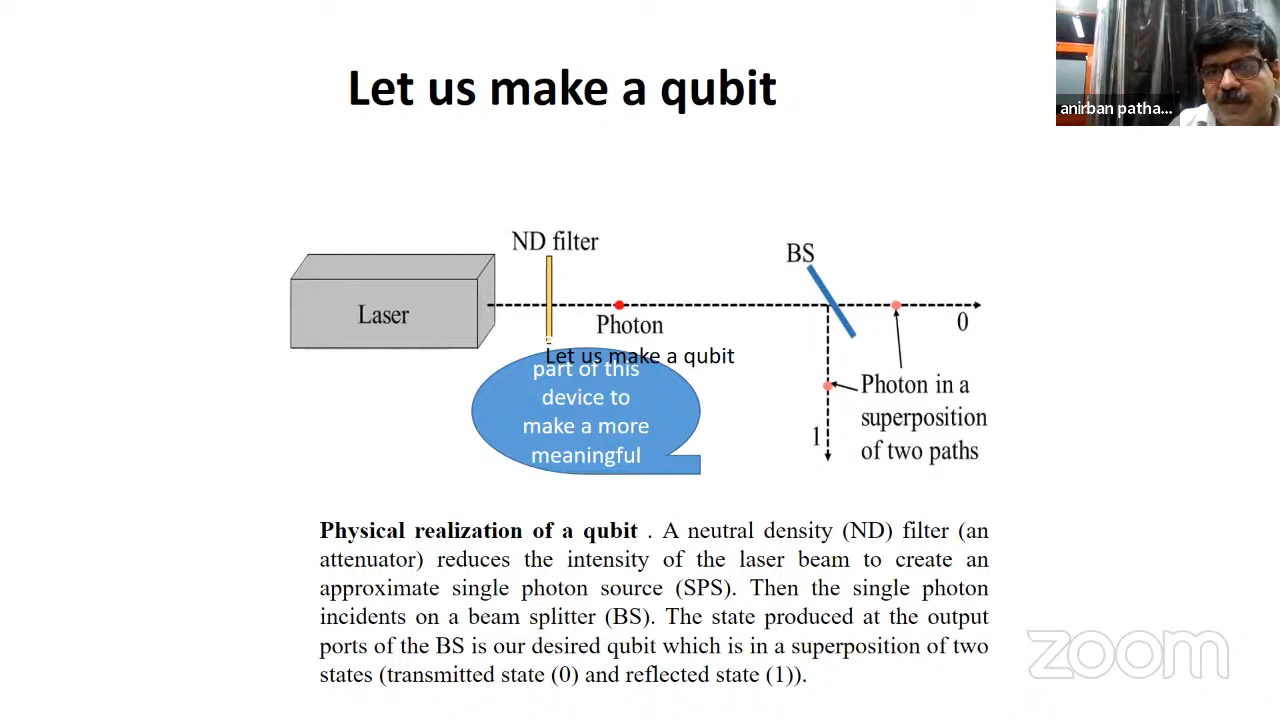 Let us make a qubit
anirban patha...
ND filter
BS
Laser
Photon
0
Let us make a qubit
part of this
device to
make a more
meaningful
Photon in a
superposition
of two paths
1
Physical realization of a qubit . A neutral density (ND) filter (an
attenuator) reduces the intensity of the laser beam to create an
approximate single photon source (SPS). Then the single photon
incidents on a beam splitter (BS). The state produced at the output
ports of the BS is our desired qubit which is in a superposition of two
states (transmitted state (0) and reflected state (1)).
zoom